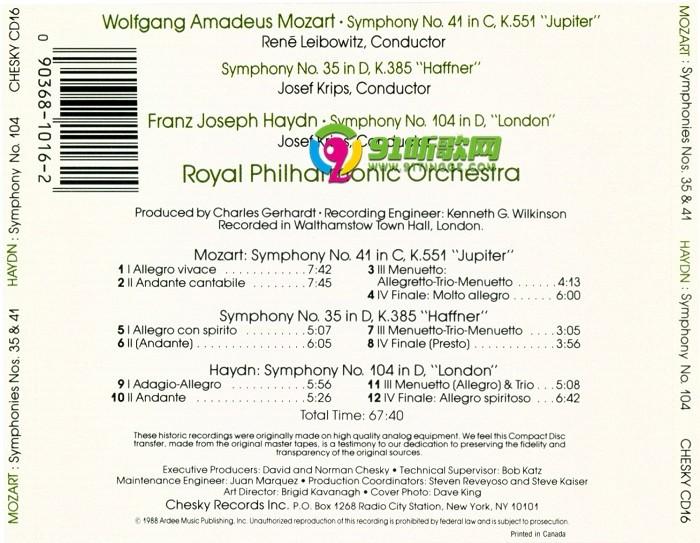 Wolfgang Amadeus Mozart · Symphony No. 41 in C, K.551 "Jupiter"
Renē Leibowitz, Conductor
Symphony No. 35 in D, K.385 "Haffner"
Josef Krips, Conductor
Franz Joseph Haydn · Symphony No. 104 in D, "London"
Josef Krips, Conductor
91听歌网
WWW.91TINGGE.COM
Royal Philharmonic Orchestra
Produced by Charles Gerhardt · Recording Engineer: Kenneth G. Wilkinson
Recorded in Walthamstow Town Hall, London.
Mozart: Symphony No. 41 in C, K.551 "Jupiter"
1 I Allegro vivace ........... 7:42
2 II Andante cantabile ........ 7:45
3 III Menuetto:
Allegretto-Trio-Menuetto ...... 4:13
4 IV Finale: Molto allegro ...... 6:00
Symphony No. 35 in D, K.385 "Haffner"
5 I Allegro con spirito ......... 5:07
6 II (Andante) ............... 6:05
7 III Menuetto-Trio-Menuetto .... 3:05
8 IV Finale (Presto) ........... 3:56
Haydn: Symphony No. 104 in D, "London"
9 I Adagio-Allegro ........... 5:56
10 II Andante ............... 5:26
11 III Menuetto (Allegro) & Trio ... 5:08
12 IV Finale: Allegro spiritoso ... 6:42
Total Time: 67:40
These historic recordings were originally made on high quality analog equipment. We feel this Compact Disc
transfer, made from the original master tapes, is a testimony to our dedication to preserving the fidelity and
transparency of the original sources.
Executive Producers: David and Norman Chesky • Technical Supervisor: Bob Katz
Maintenance Engineer: Juan Marquez • Production Coordinators: Steven Reveyoso and Steve Kaiser
Art Director: Brigid Kavanagh • Cover Photo: Dave King
Chesky Records Inc. P.O. Box 1268 Radio City Station, New York, NY 10101
© 1988 Ardee Music Publishing, Inc. Unauthorized reproduction of this recording is prohibited by federal law and is subject to prosecution.
Printed in Canada
0 90368-1016-2
MOZART : Symphonies Nos. 35 & 41 HAYDN : Symphony No. 104 CHESKY CD16
MOZART : Symphonies Nos. 35 & 41 HAYDN : Symphony No. 104 CHESKY CD16